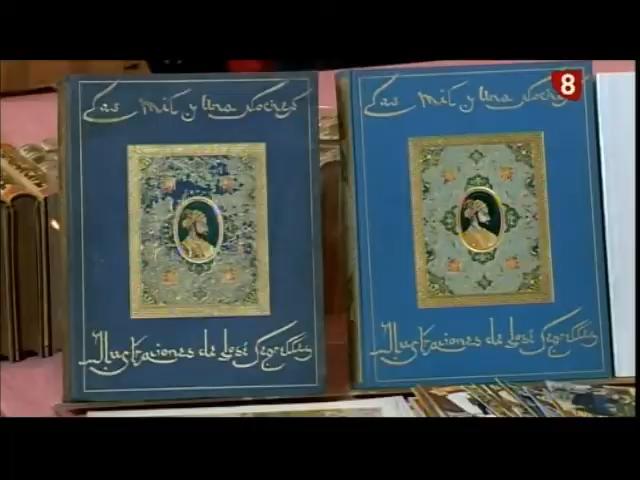 Las Mil y Una Noches
Ilustraciones de José Segrelles
Las Mil y Una Noches
Ilustraciones de José Segrelles
8